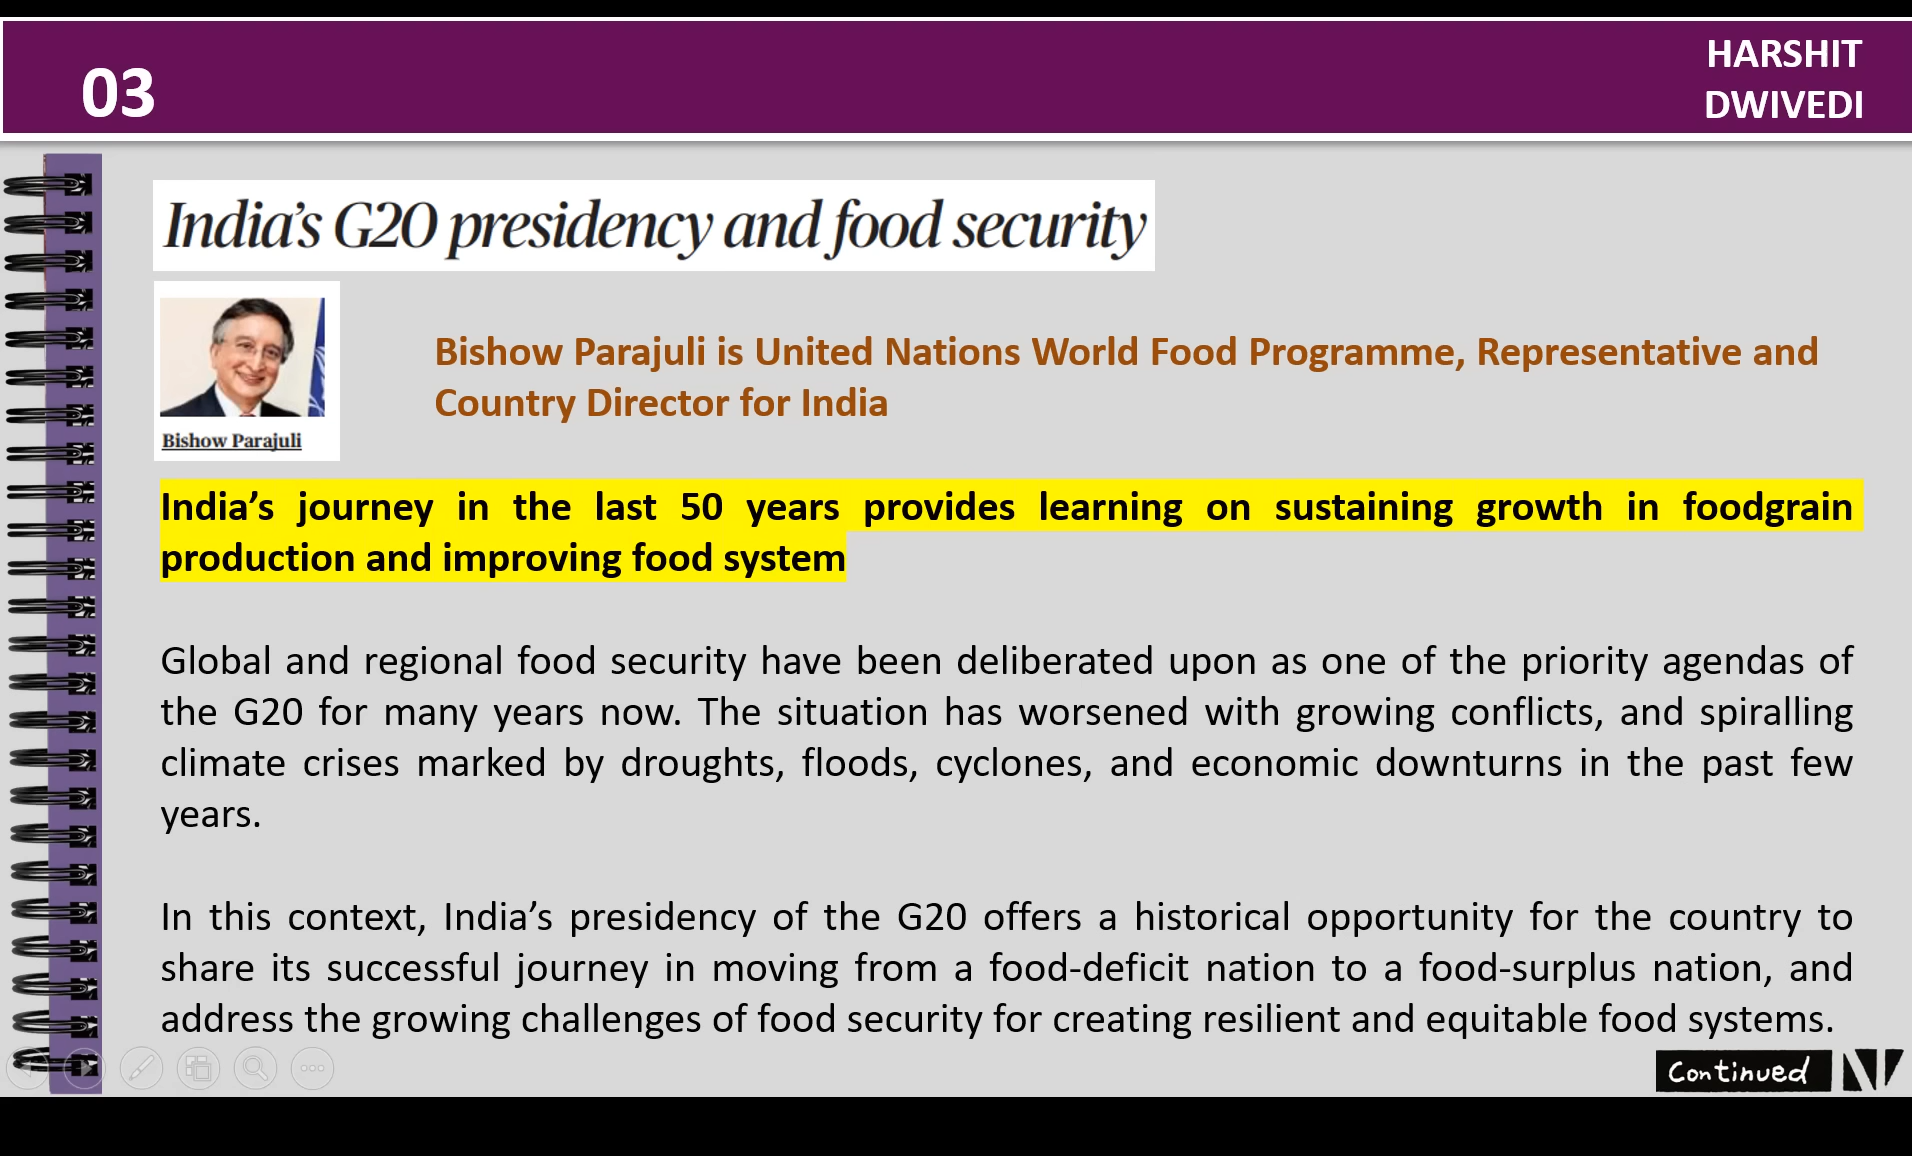 03
HARSHIT
DWIVEDI
India’s G20 presidency and food security
Bishow Parajuli
Bishow Parajuli is United Nations World Food Programme, Representative and
Country Director for India
India’s journey in the last 50 years provides learning on sustaining growth in foodgrain
production and improving food system
Global and regional food security have been deliberated upon as one of the priority agendas of
the G20 for many years now. The situation has worsened with growing conflicts, and spiralling
climate crises marked by droughts, floods, cyclones, and economic downturns in the past few
years.
In this context, India’s presidency of the G20 offers a historical opportunity for the country to
share its successful journey in moving from a food-deficit nation to a food-surplus nation, and
address the growing challenges of food security for creating resilient and equitable food systems.
Continued